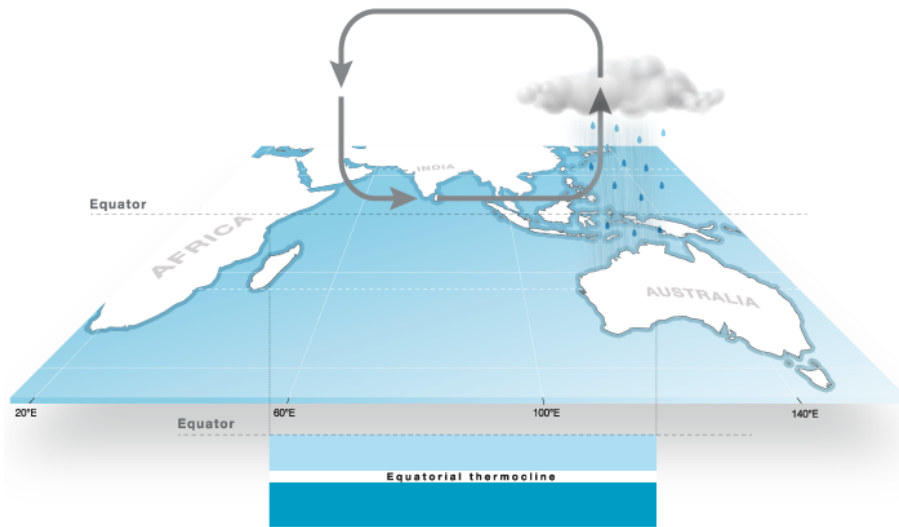 INDIA
Equator
AFRICA
AUSTRALIA
20°E
60°E
100°E
140°E
Equator
Equatorial thermocline